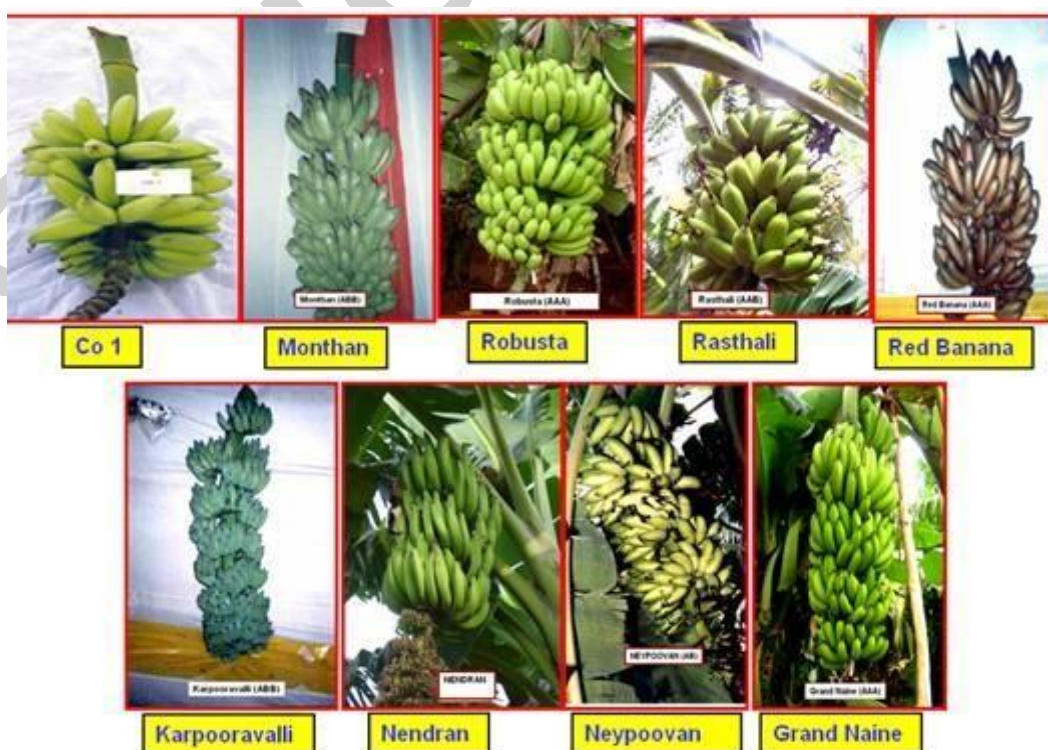 Monthan (ABB)
Robusta (AAA)
Rasthali (AAB)
Red Banana (AAA)
Co 1
Monthan
Robusta
Rasthali
Red Banana
Karpooravalli (ABB)
NENDRAN
NEYPOOVAN (AB)
Grand Naine (AAA)
Karpooravalli
Nendran
Neypoovan
Grand Naine